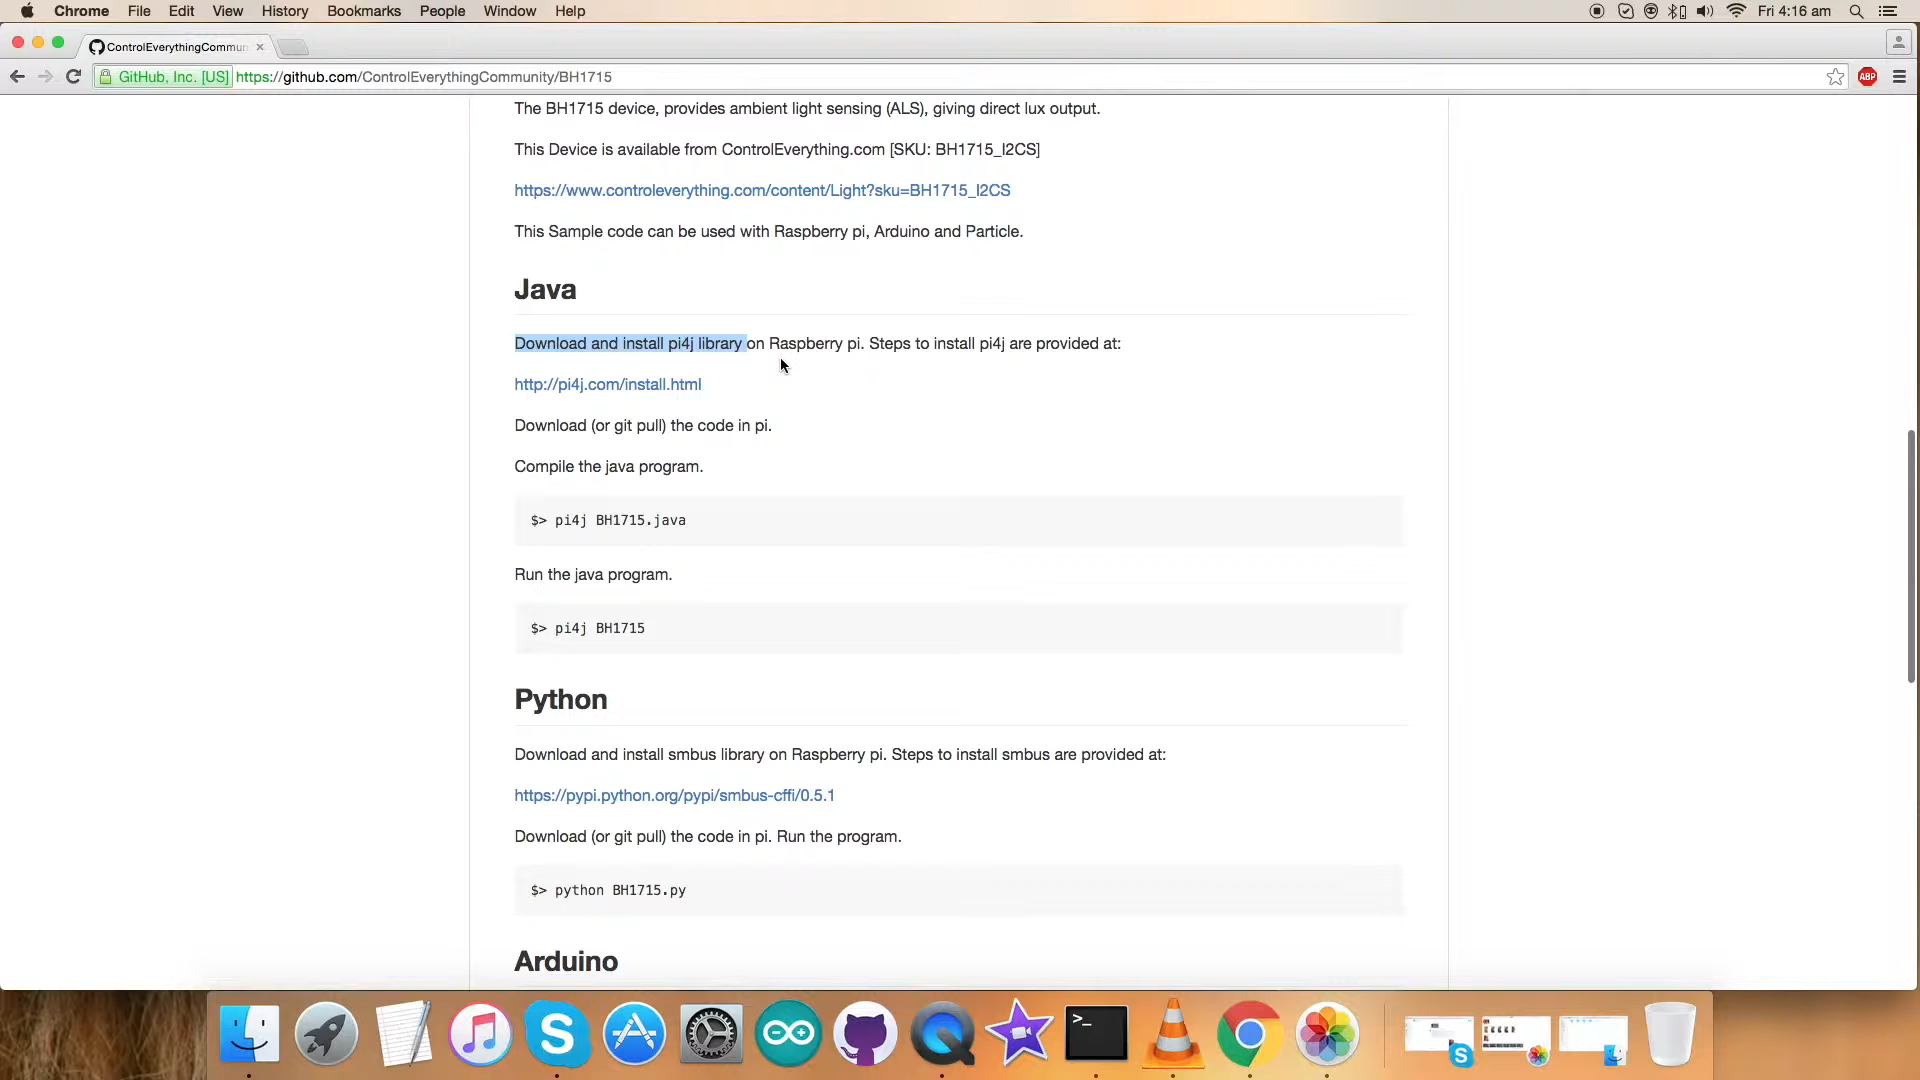 Chrome File Edit View History Bookmarks People Window Help Fri 4:16 am
ControlEverythingCommun
GitHub, Inc. [US] https://github.com/ControlEverythingCommunity/BH1715 ABP
The BH1715 device, provides ambient light sensing (ALS), giving direct lux output.
This Device is available from ControlEverything.com [SKU: BH1715_I2CS]
https://www.controleverything.com/content/Light?sku=BH1715_I2CS
This Sample code can be used with Raspberry pi, Arduino and Particle.
Java
Download and install pi4j library on Raspberry pi. Steps to install pi4j are provided at:
http://pi4j.com/install.html
Download (or git pull) the code in pi.
Compile the java program.
$> pi4j BH1715.java
Run the java program.
$> pi4j BH1715
Python
Download and install smbus library on Raspberry pi. Steps to install smbus are provided at:
https://pypi.python.org/pypi/smbus-cffi/0.5.1
Download (or git pull) the code in pi. Run the program.
$> python BH1715.py
Arduino